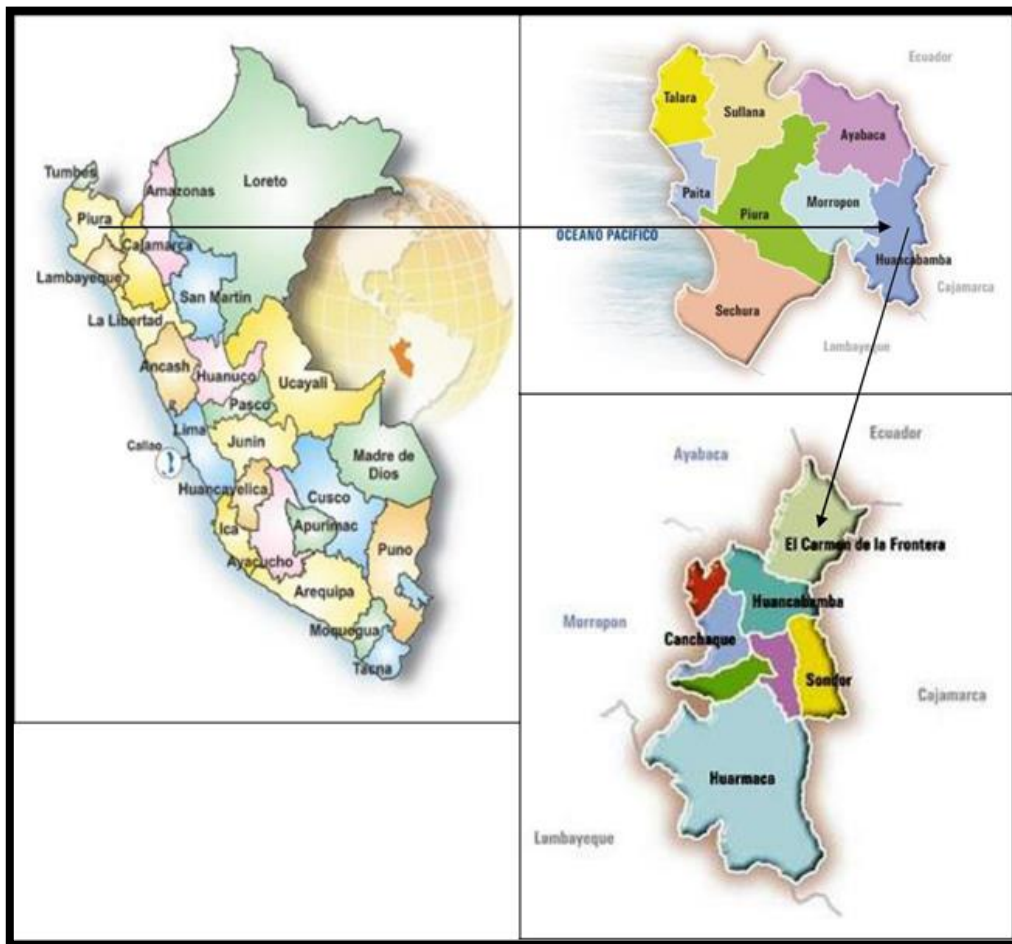 Tumbes
Piura
Amazonas
Loreto
Cajamarca
Lambayeque
San Martin
La Libertad
Ancash
Huanuco
Ucayali
Pasco
Lima
Junin
Callao
Madre de
Dios
Huancavelica
Cusco
Ica
Apurimac
Ayacucho
Puno
Arequipa
Moquegua
Tacna
Ecuador
Talara
Sullana
Ayabaca
Paita
Piura
Morropon
OCEANO PACIFICO
Huancabamba
Cajamarca
Sechura
Lambayeque
Ecuador
Ayabaca
El Carmen de la Frontera
Huancabamba
Morropon
Canchaque
Sondor
Cajamarca
Huarmaca
Lambayeque